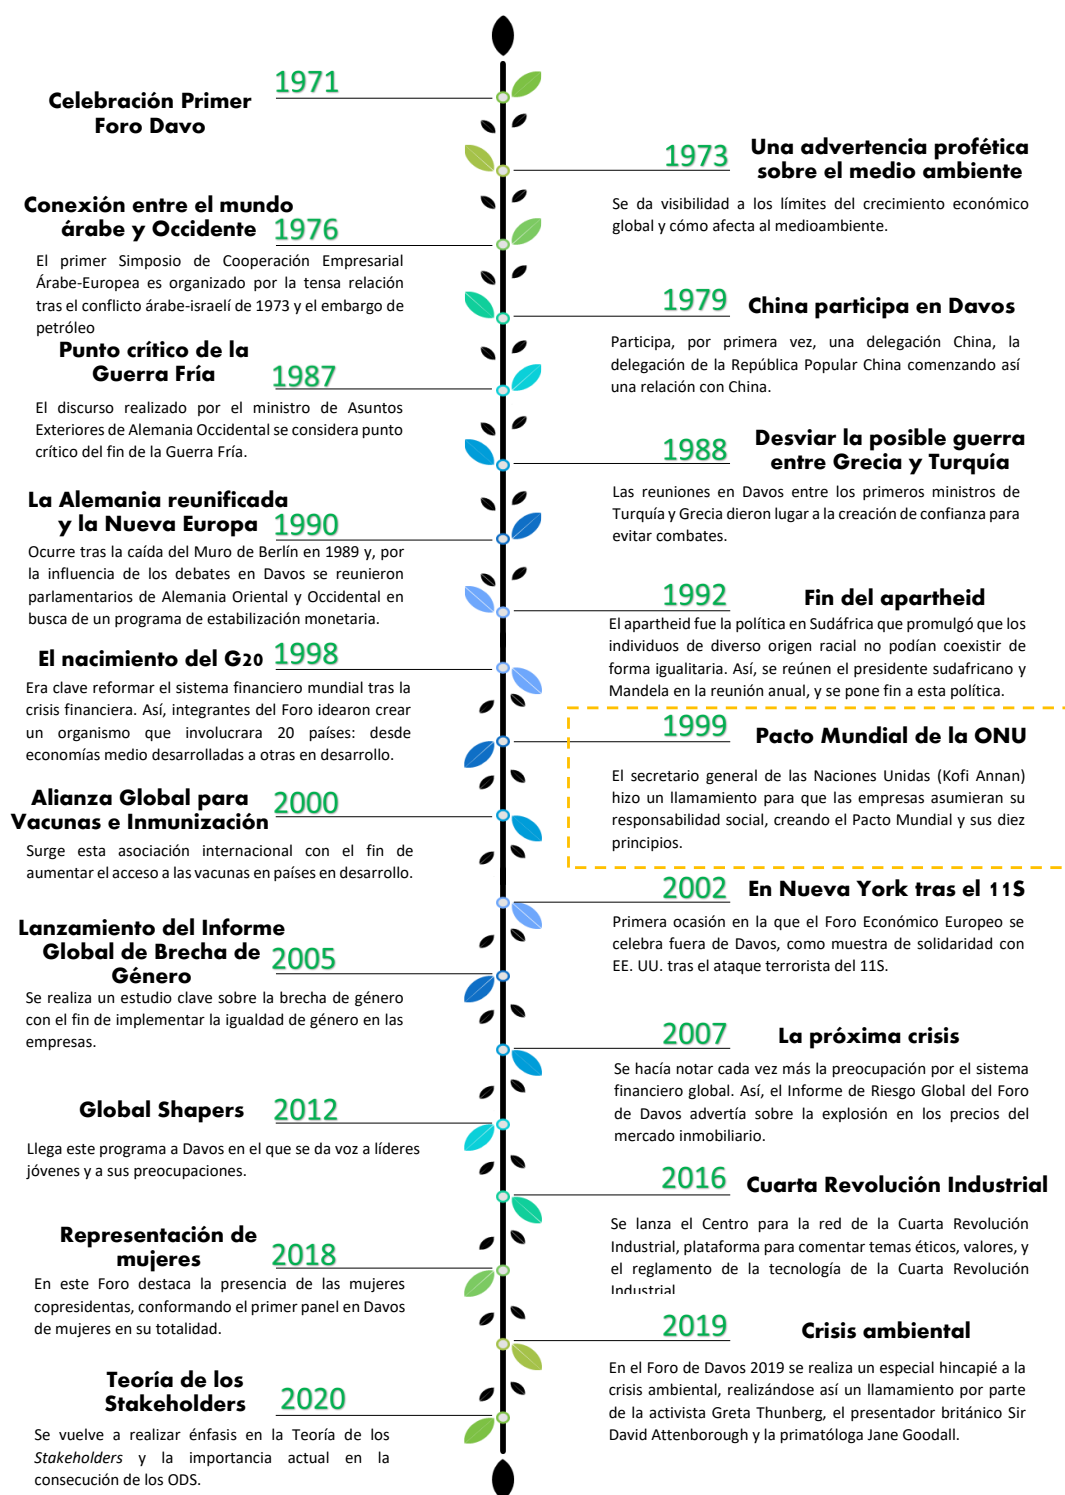 1971
Celebración Primer
Foro Davo
1973
Una advertencia profética
sobre el medio ambiente
Se da visibilidad a los límites del crecimiento económico
global y cómo afecta al medioambiente.
Conexión entre el mundo
árabe y Occidente
1976
El primer Simposio de Cooperación Empresarial
Árabe-Europea es organizado por la tensa relación
tras el conflicto árabe-israelí de 1973 y el embargo de
petróleo
1979
China participa en Davos
Participa, por primera vez, una delegación China, la
delegación de la República Popular China comenzando así
una relación con China.
Punto crítico de la
Guerra Fría
1987
El discurso realizado por el ministro de Asuntos
Exteriores de Alemania Occidental se considera punto
crítico del fin de la Guerra Fría.
1988
Desviar la posible guerra
entre Grecia y Turquía
Las reuniones en Davos entre los primeros ministros de
Turquía y Grecia dieron lugar a la creación de confianza para
evitar combates.
La Alemania reunificada
y la Nueva Europa
1990
Ocurre tras la caída del Muro de Berlín en 1989 y, por
la influencia de los debates en Davos se reunieron
parlamentarios de Alemania Oriental y Occidental en
busca de un programa de estabilización monetaria.
1992
Fin del apartheid
El apartheid fue la política en Sudáfrica que promulgó que los
individuos de diverso origen racial no podían coexistir de
forma igualitaria. Así, se reúnen el presidente sudafricano y
Mandela en la reunión anual, y se pone fin a esta política.
El nacimiento del G20
1998
Era clave reformar el sistema financiero mundial tras la
crisis financiera. Así, integrantes del Foro idearon crear
un organismo que involucrara 20 países: desde
economías medio desarrolladas a otras en desarrollo.
1999
Pacto Mundial de la ONU
El secretario general de las Naciones Unidas (Kofi Annan)
hizo un llamamiento para que las empresas asumieran su
responsabilidad social, creando el Pacto Mundial y sus diez
principios.
Alianza Global para
Vacunas e Inmunización
2000
Surge esta asociación internacional con el fin de
aumentar el acceso a las vacunas en países en desarrollo.
2002
En Nueva York tras el 11S
Primera ocasión en la que el Foro Económico Europeo se
celebra fuera de Davos, como muestra de solidaridad con
EE. UU. tras el ataque terrorista del 11S.
Lanzamiento del Informe
Global de Brecha de
Género
2005
Se realiza un estudio clave sobre la brecha de género
con el fin de implementar la igualdad de género en las
empresas.
2007
La próxima crisis
Se hacía notar cada vez más la preocupación por el sistema
financiero global. Así, el Informe de Riesgo Global del Foro
de Davos advertía sobre la explosión en los precios del
mercado inmobiliario.
Global Shapers
2012
Llega este programa a Davos en el que se da voz a líderes
jóvenes y a sus preocupaciones.
2016
Cuarta Revolución Industrial
Se lanza el Centro para la red de la Cuarta Revolución
Industrial, plataforma para comentar temas éticos, valores, y
el reglamento de la tecnología de la Cuarta Revolución
Industrial
Representación de
mujeres
2018
En este Foro destaca la presencia de las mujeres
copresidentas, conformando el primer panel en Davos
de mujeres en su totalidad.
2019
Crisis ambiental
En el Foro de Davos 2019 se realiza un especial hincapié a la
crisis ambiental, realizándose así un llamamiento por parte
de la activista Greta Thunberg, el presentador británico Sir
David Attenborough y la primatóloga Jane Goodall.
Teoría de los
Stakeholders
2020
Se vuelve a realizar énfasis en la Teoría de los
Stakeholders y la importancia actual en la
consecución de los ODS.